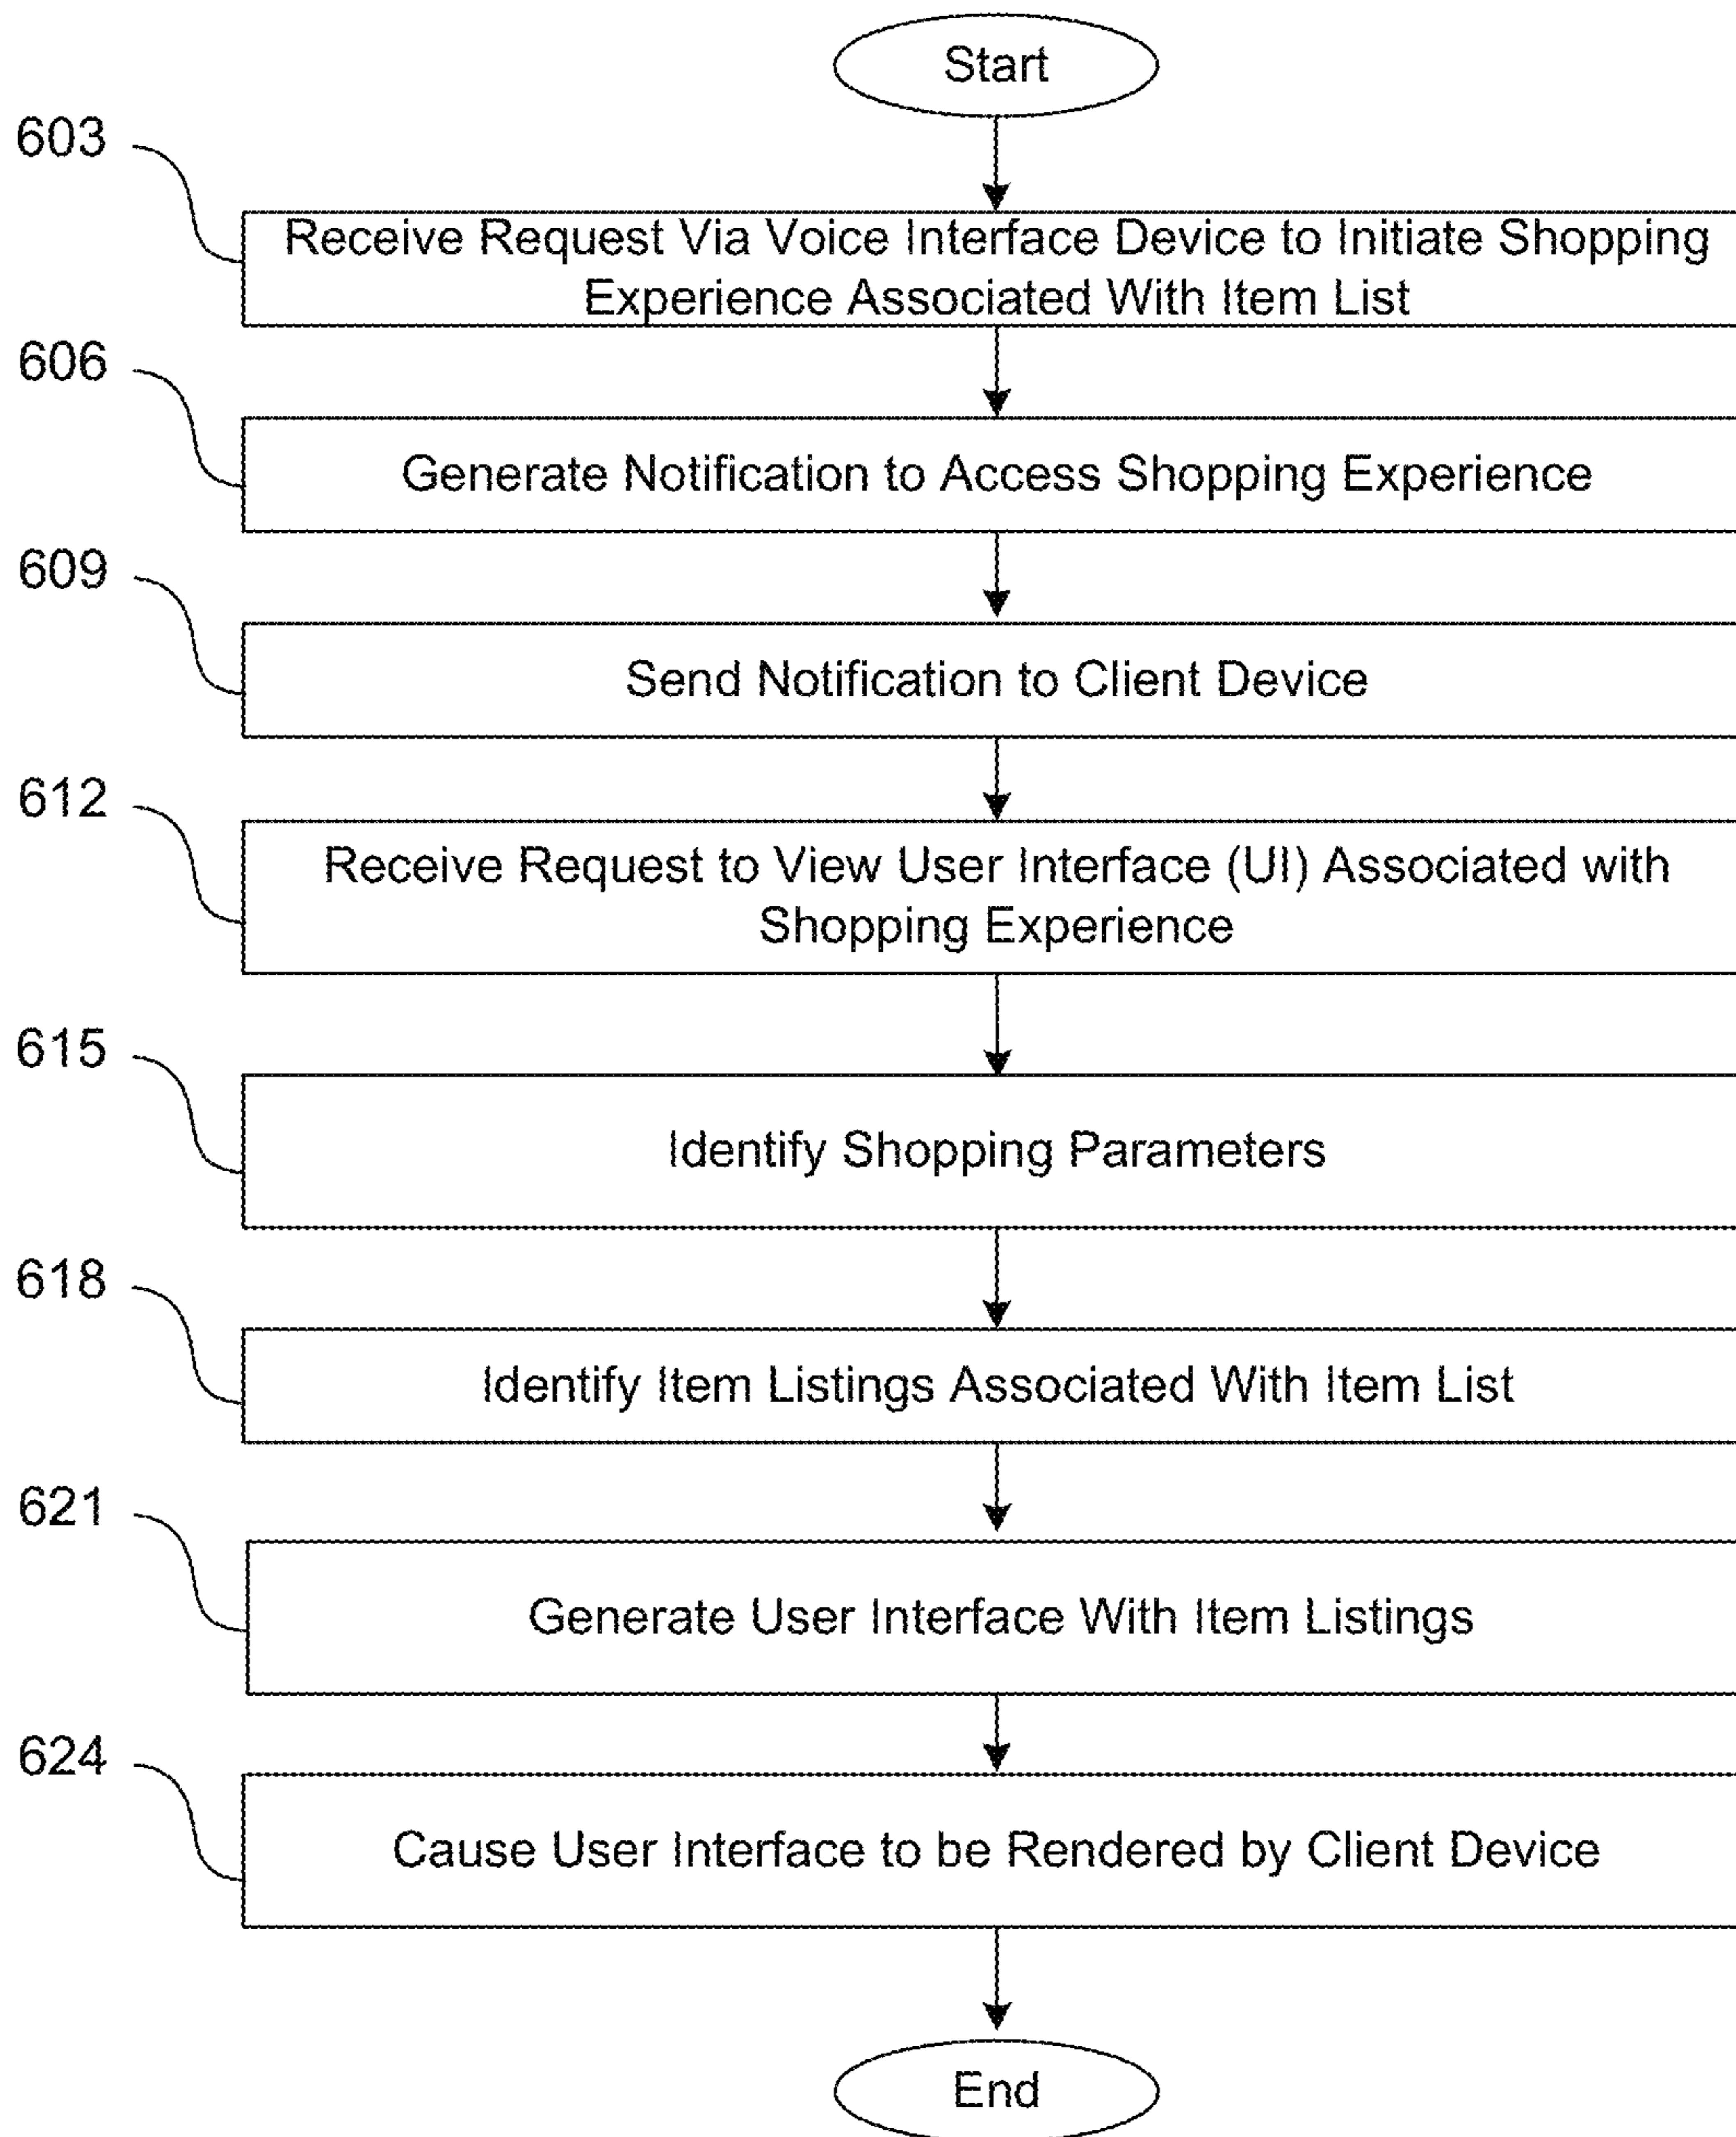 Start
603
Receive Request Via Voice Interface Device to Initiate Shopping
Experience Associated With Item List
606
Generate Notification to Access Shopping Experience
609
Send Notification to Client Device
612
Receive Request to View User Interface (UI) Associated with
Shopping Experience
615
Identify Shopping Parameters
618
Identify Item Listings Associated With Item List
621
Generate User Interface With Item Listings
624
Cause User Interface to be Rendered by Client Device
End